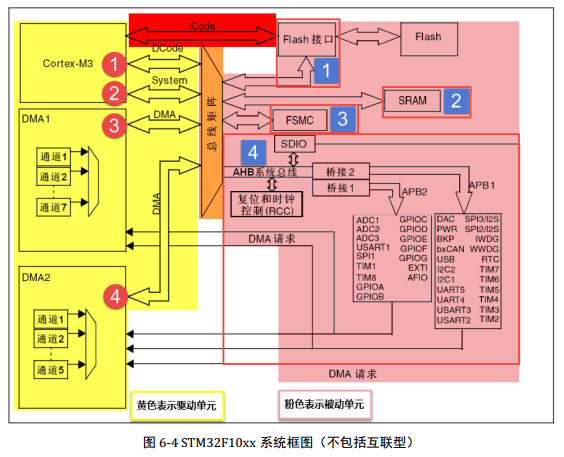 ICode
Flash 接口
Flash
Cortex-M3
DCode
1
1
System
2
总线矩阵
SRAM
2
DMA1
DMA
3
FSMC
3
SDIO
4
通道1
通道2
通道7
AHB系统总线
桥接2
桥接1
复位和时钟
控制(RCC)
APB2
APB1
DMA
ADC1
ADC2
ADC3
USART1
SPI1
TIM1
TIM8
GPIOA
GPIOB
GPIOC
GPIOD
GPIOE
GPIOF
GPIOG
EXTI
AFIO
DAC
PWR
BKP
bxCAN
USB
I2C2
I2C1
UART5
UART4
USART3
USART2
SPI3/I2S
SPI2/I2S
IWDG
WWDG
RTC
TIM7
TIM6
TIM5
TIM4
TIM3
TIM2
DMA 请求
DMA2
4
通道1
通道2
通道5
DMA 请求
黄色表示驱动单元
粉色表示被动单元
图 6-4 STM32F10xx 系统框图（不包括互联型）